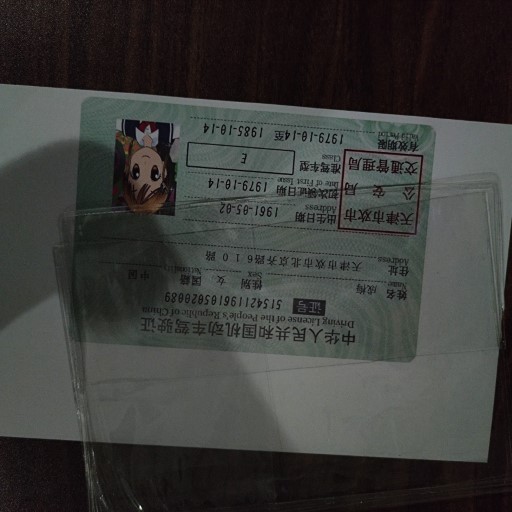 中华人民共和国机动车驾驶证
Driving License of the People's Republic of China
证号 515421196105020089
姓名 成梅 性别 女 国籍 中国
Name Sex Nationality
住址 天津市欢市北京齐路610路
Address
天津市欢市
公安局
交通管理局
出生日期 1961-05-02
Address
初次领证日期 1979-10-14
Date of First Issue
准驾车型 E
Class
有效期限 1979-10-14至 1985-10-14
Valid Period